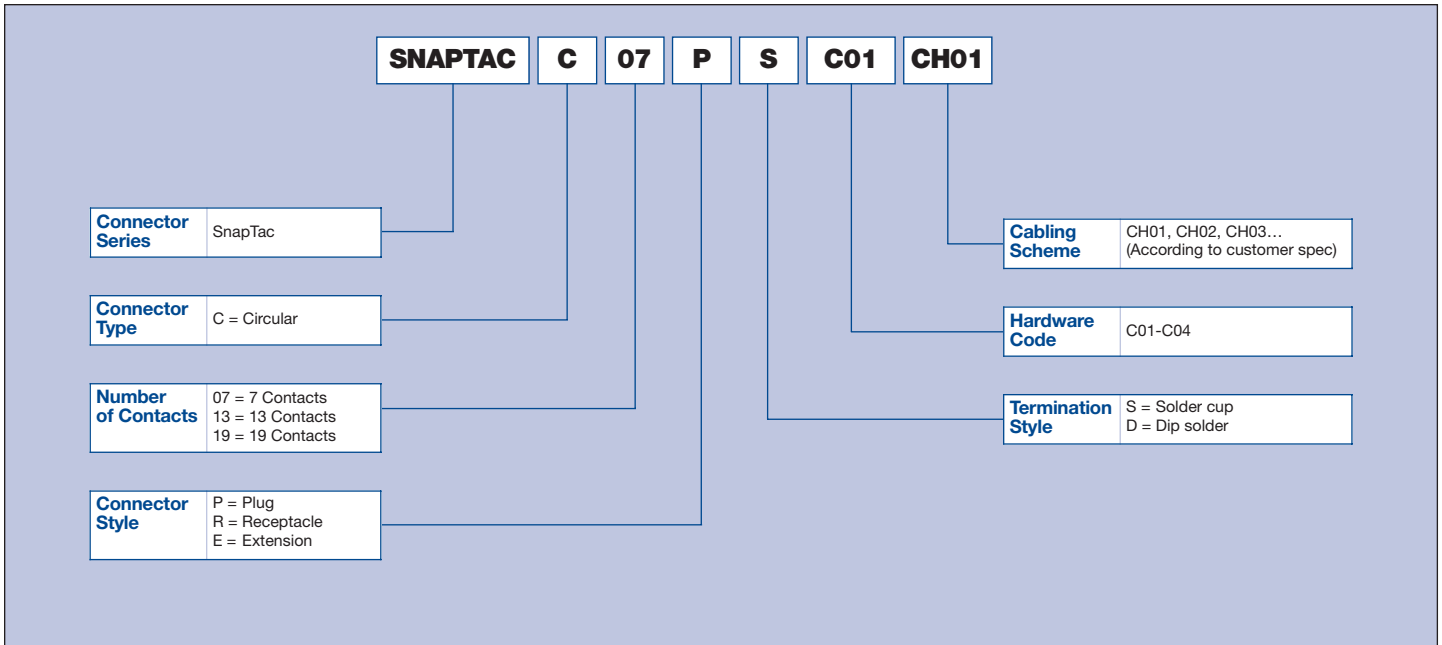 SNAPTAC C 07 P S C01 CH01
Connector
Series
SnapTac
Connector
Type
C = Circular
Number
of Contacts
07 = 7 Contacts
13 = 13 Contacts
19 = 19 Contacts
Connector
Style
P = Plug
R = Receptacle
E = Extension
Cabling
Scheme
CH01, CH02, CH03…
(According to customer spec)
Hardware
Code
C01-C04
Termination
Style
S = Solder cup
D = Dip solder